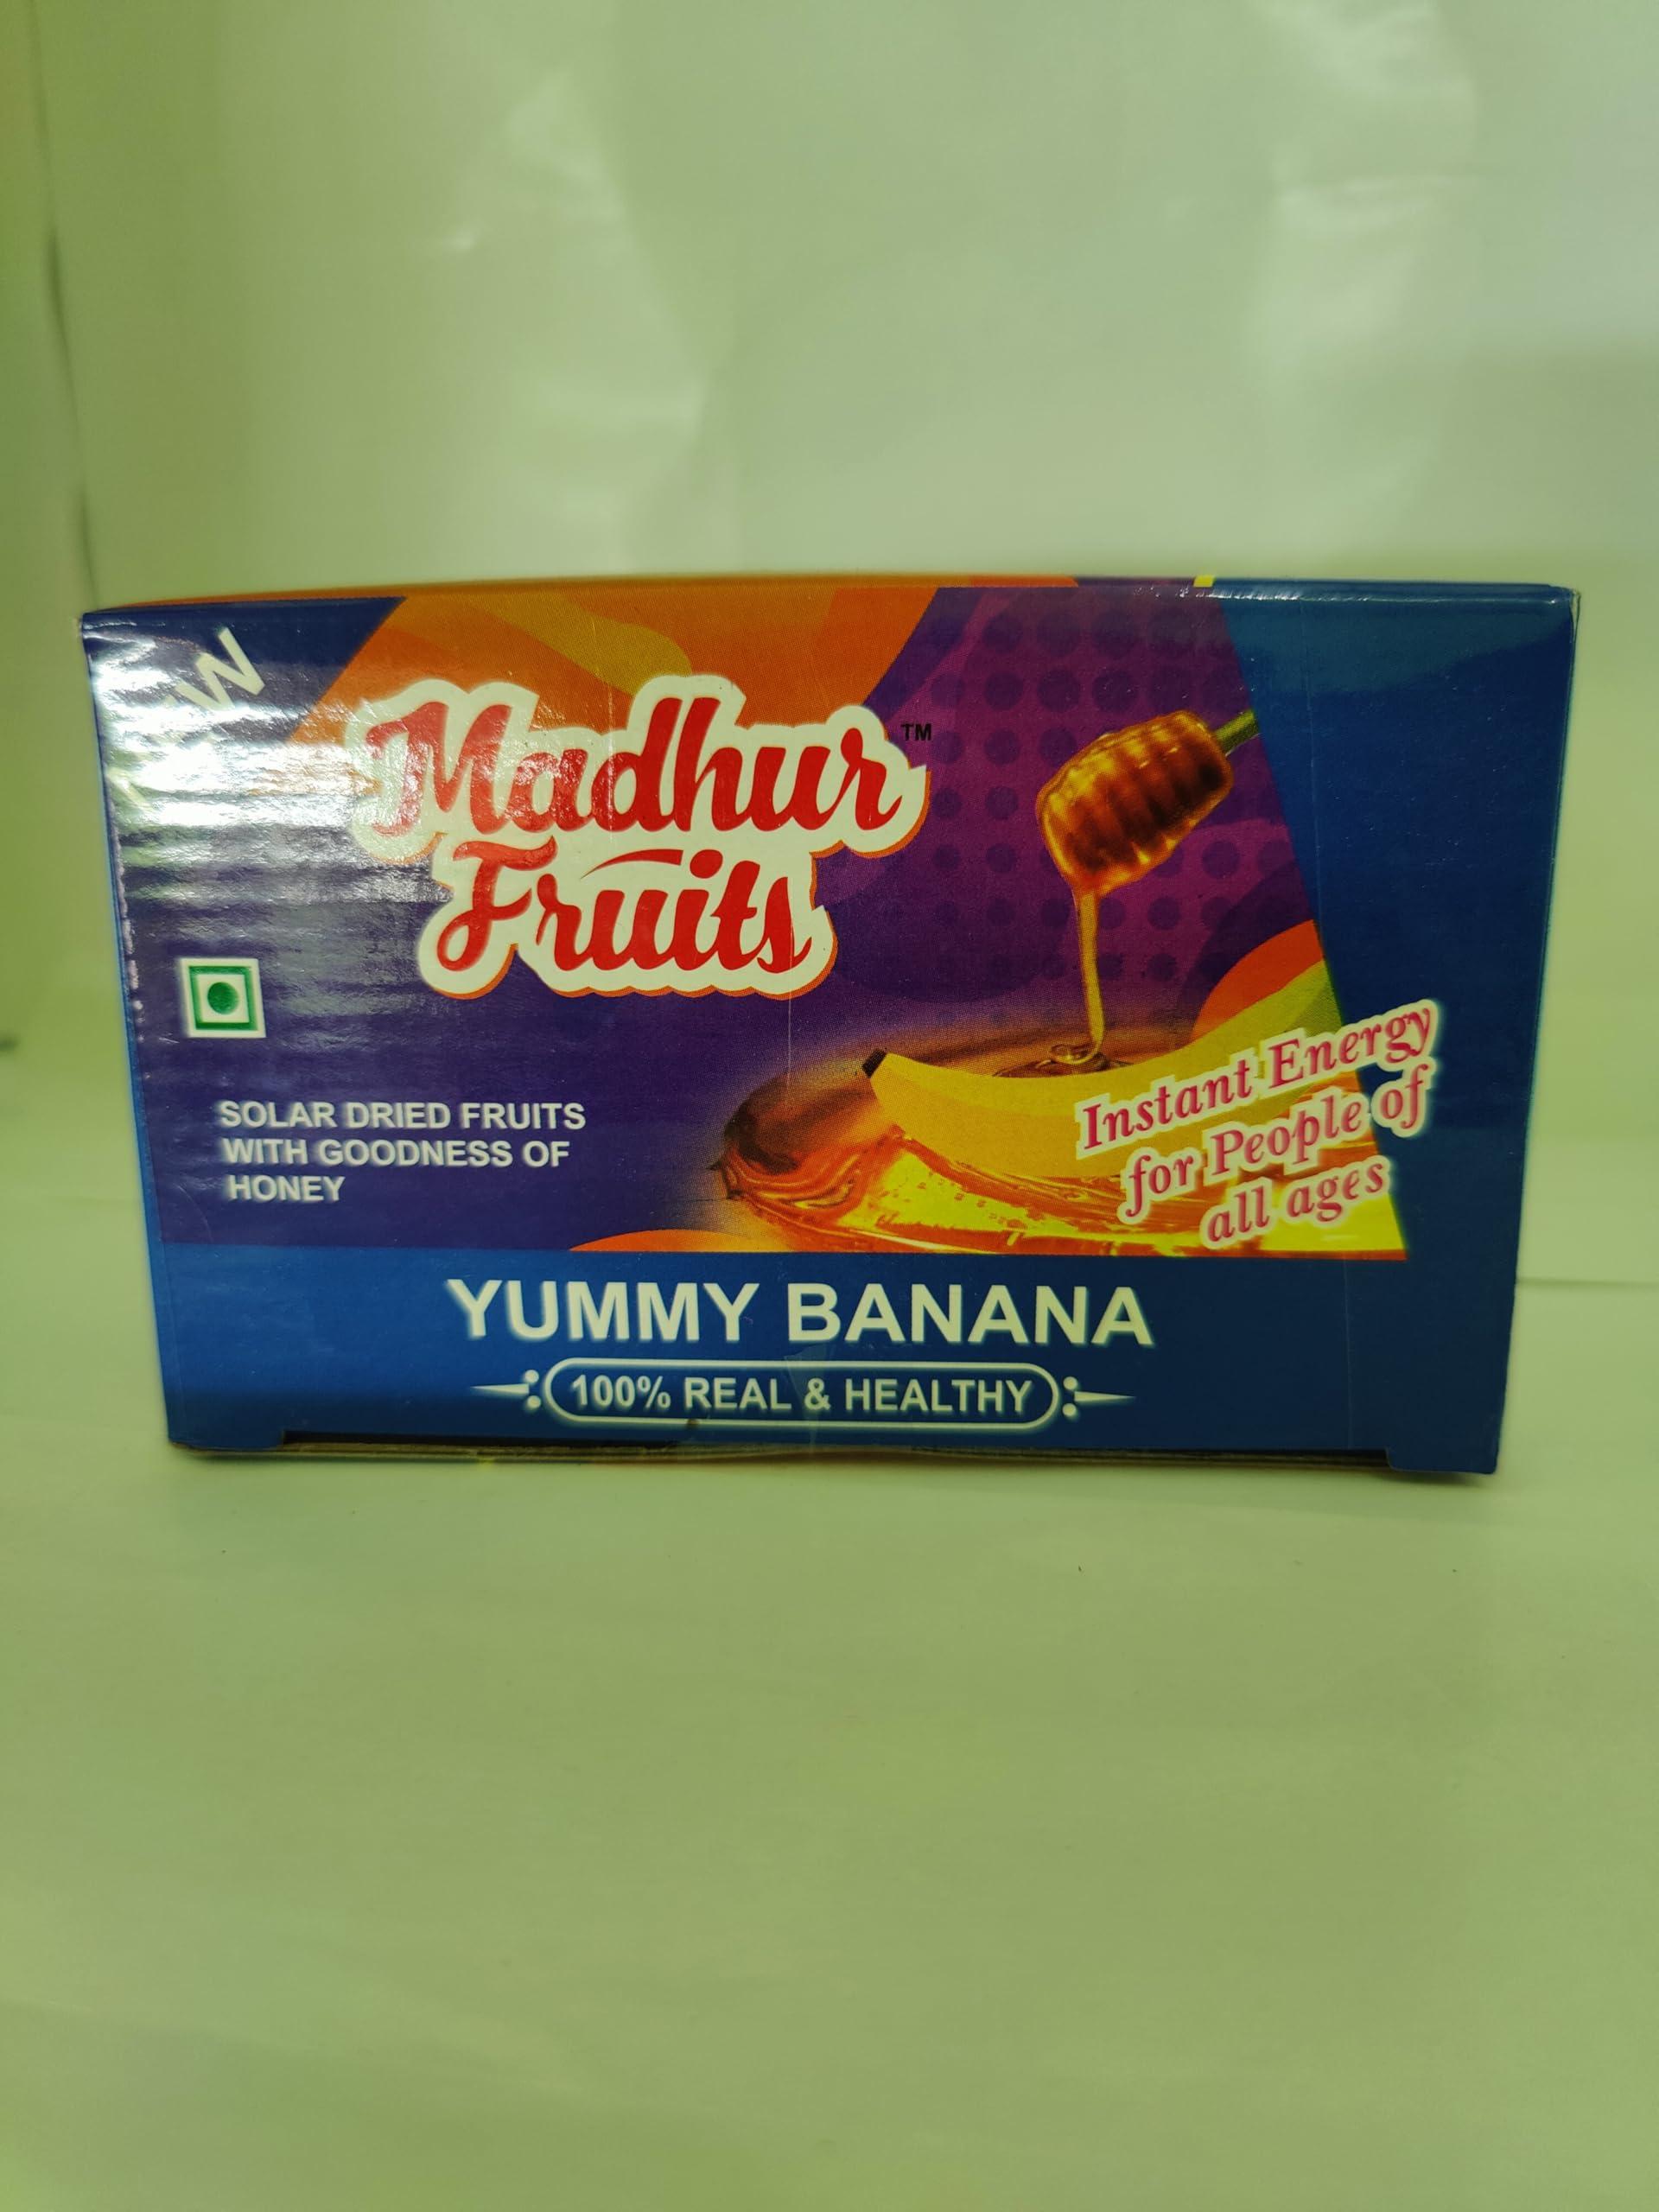 Madhur
Fruits
TM
SOLAR DRIED FRUITS
WITH GOODNESS OF
HONEY
Instant Energy
for People of
all ages
YUMMY BANANA
100% REAL & HEALTHY